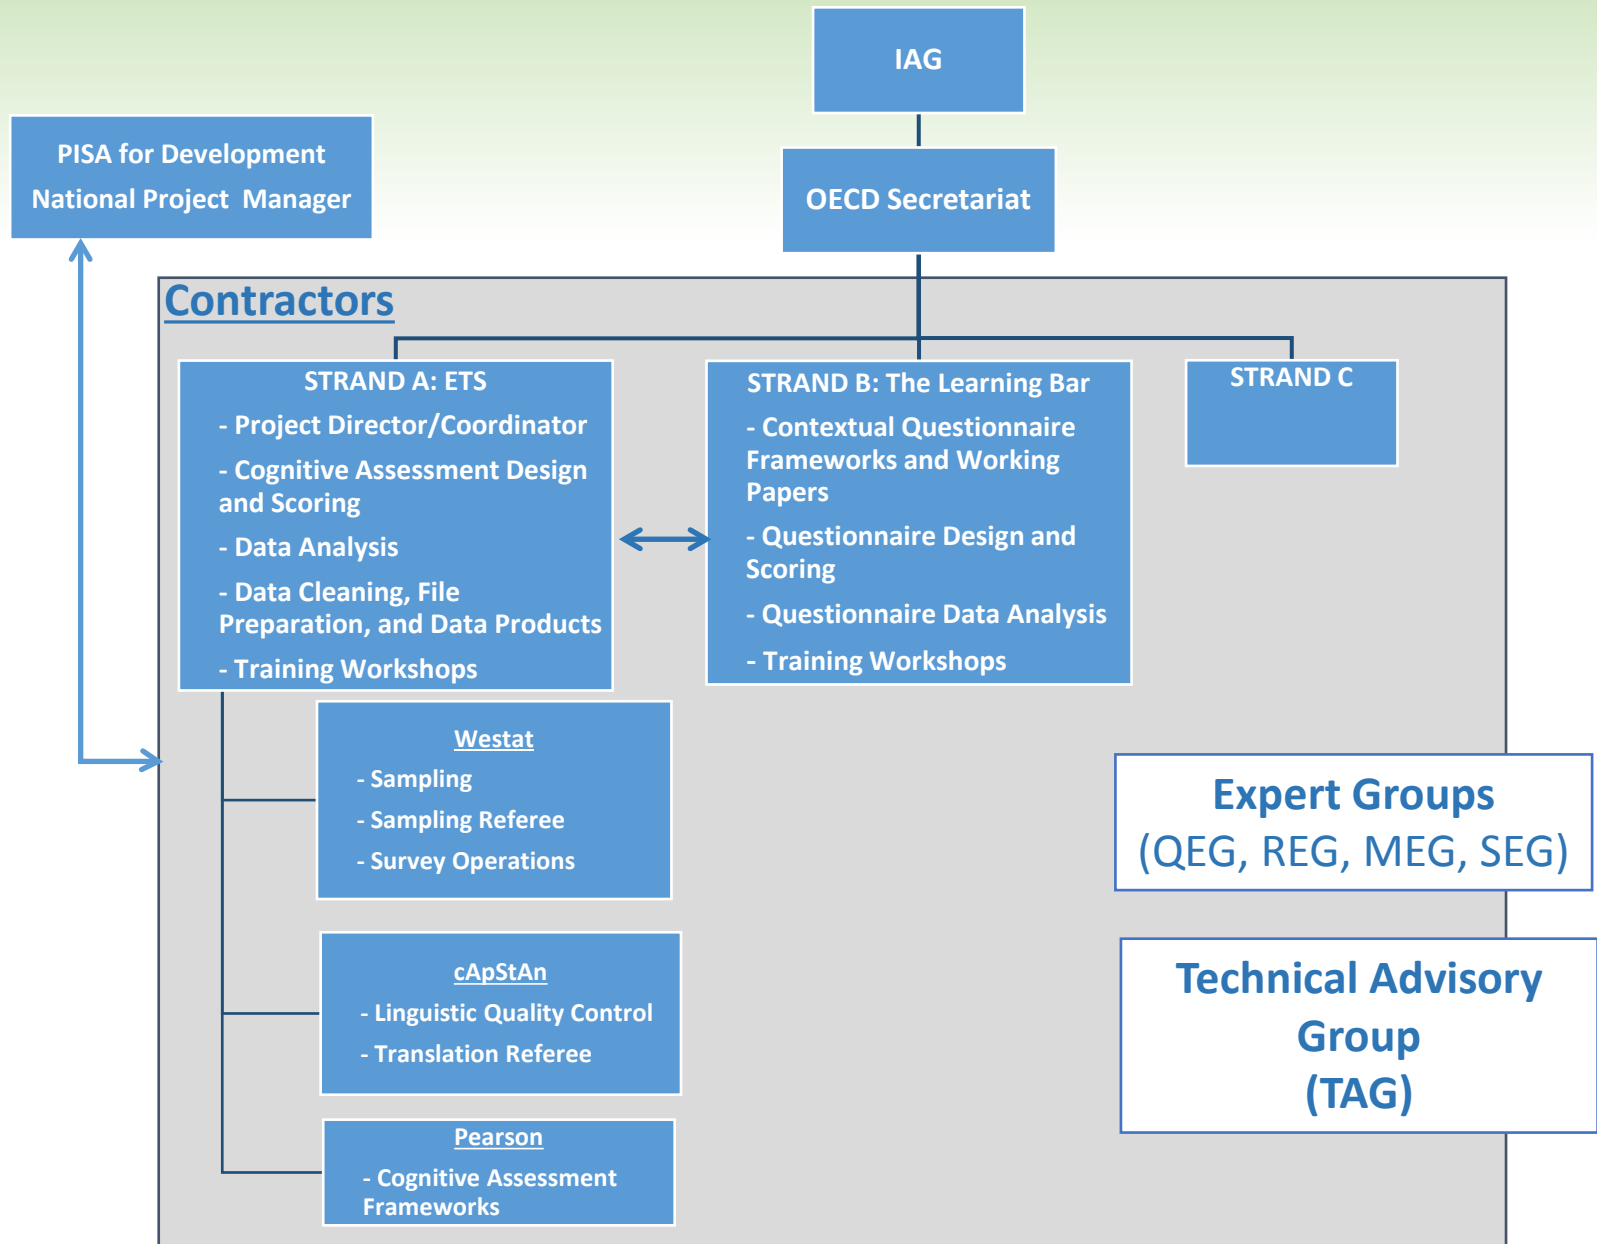 IAG
PISA for Development
National Project Manager
OECD Secretariat
Contractors
STRAND A: ETS
- Project Director/Coordinator
- Cognitive Assessment Design
and Scoring
- Data Analysis
- Data Cleaning, File
Preparation, and Data Products
- Training Workshops
STRAND B: The Learning Bar
- Contextual Questionnaire
Frameworks and Working
Papers
- Questionnaire Design and
Scoring
- Questionnaire Data Analysis
- Training Workshops
STRAND C
Westat
- Sampling
- Sampling Referee
- Survey Operations
cApStAn
- Linguistic Quality Control
- Translation Referee
Pearson
- Cognitive Assessment
Frameworks
Expert Groups
(QEG, REG, MEG, SEG)
Technical Advisory
Group
(TAG)